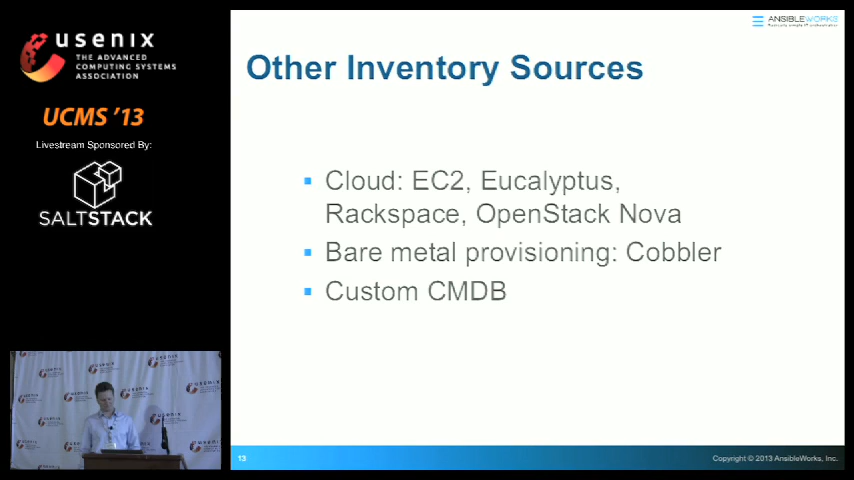 usenix
THE ADVANCED
COMPUTING SYSTEMS
ASSOCIATION
UCMS '13
Livestream Sponsored By:
SALTSTACK
ANSIBLEWORKS
Other Inventory Sources
▪ Cloud: EC2, Eucalyptus,
Rackspace, OpenStack Nova
▪ Bare metal provisioning: Cobbler
▪ Custom CMDB
usenix
13
Copyright © 2013 AnsibleWorks, Inc.